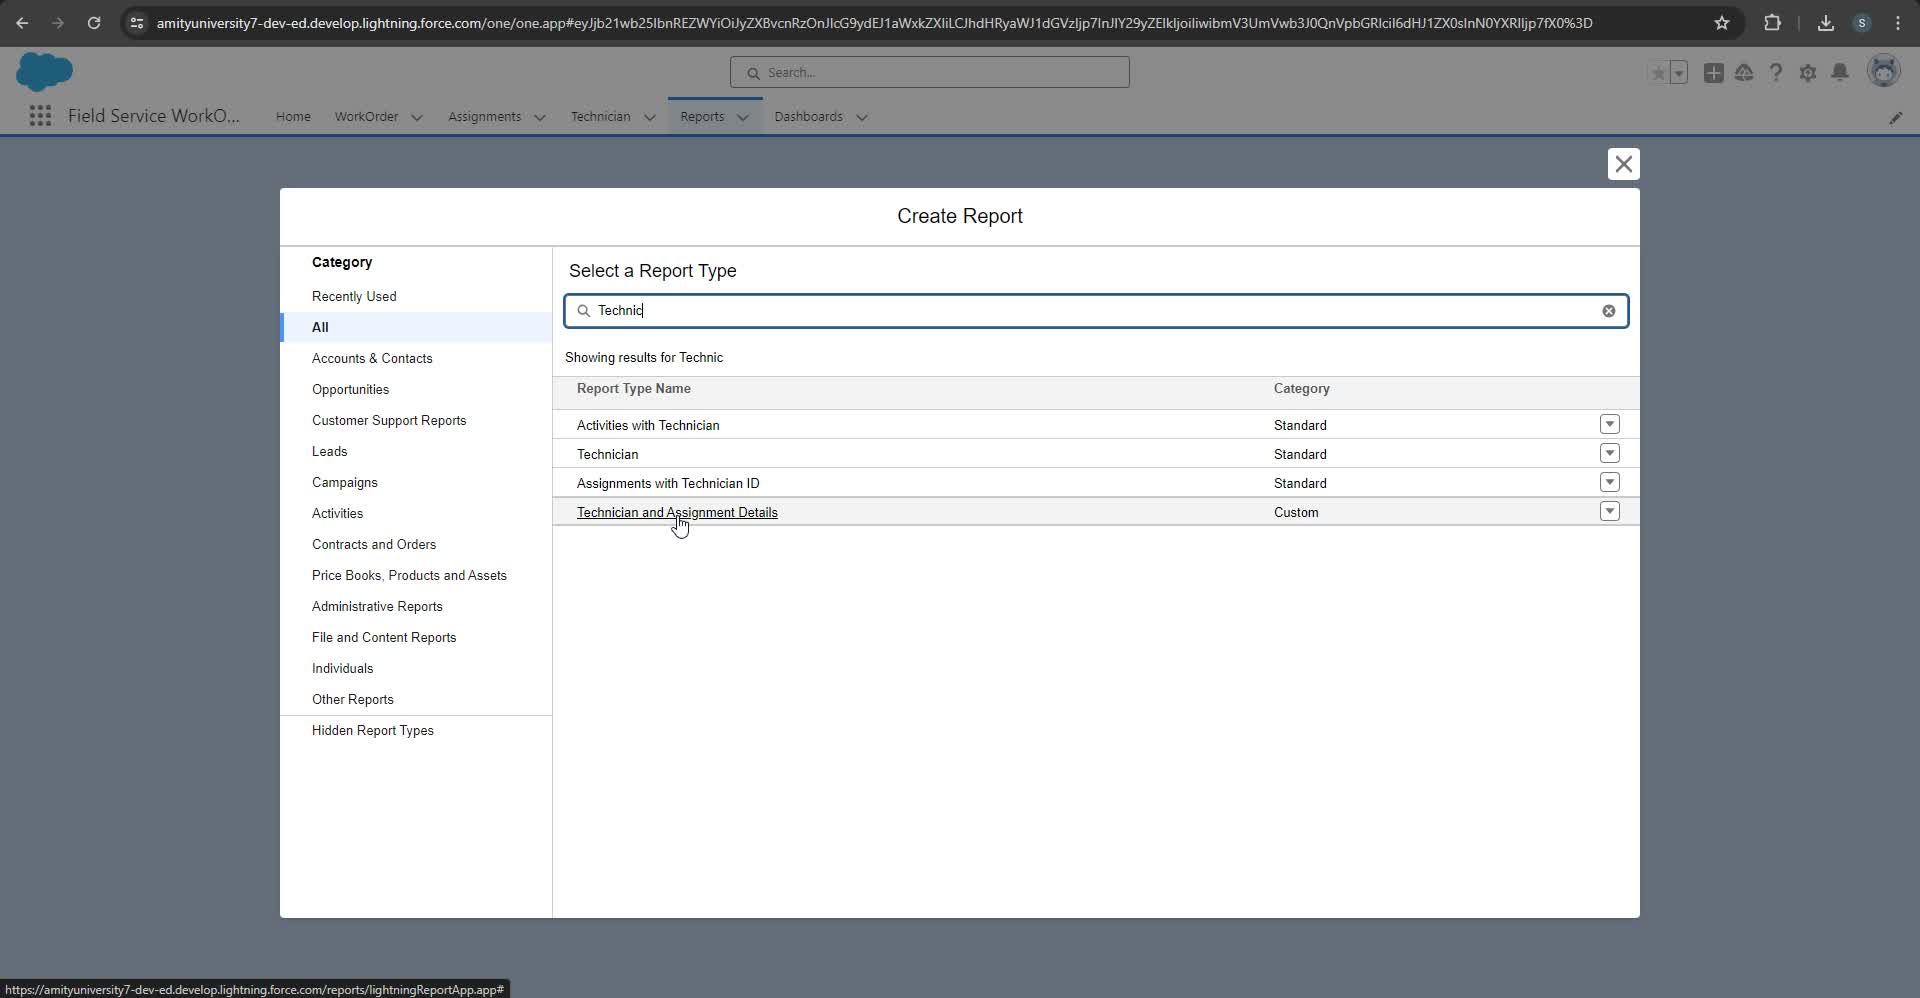 amityuniversity7-dev-ed.develop.lightning.force.com/one/one.app#
S
Search...
Field Service WorkO...
Home
WorkOrder
Assignments
Technician
Reports
Dashboards
Create Report
Category
Recently Used
All
Accounts & Contacts
Opportunities
Customer Support Reports
Leads
Campaigns
Activities
Contracts and Orders
Price Books, Products and Assets
Administrative Reports
File and Content Reports
Individuals
Other Reports
Hidden Report Types
Select a Report Type
Technic
Showing results for Technic
Report Type Name Category
Activities with Technician Standard
Technician Standard
Assignments with Technician ID Standard
Technician and Assignment Details Custom
https://amityuniversity7-dev-ed.develop.lightning.force.com/reports/lightningReportApp.app#